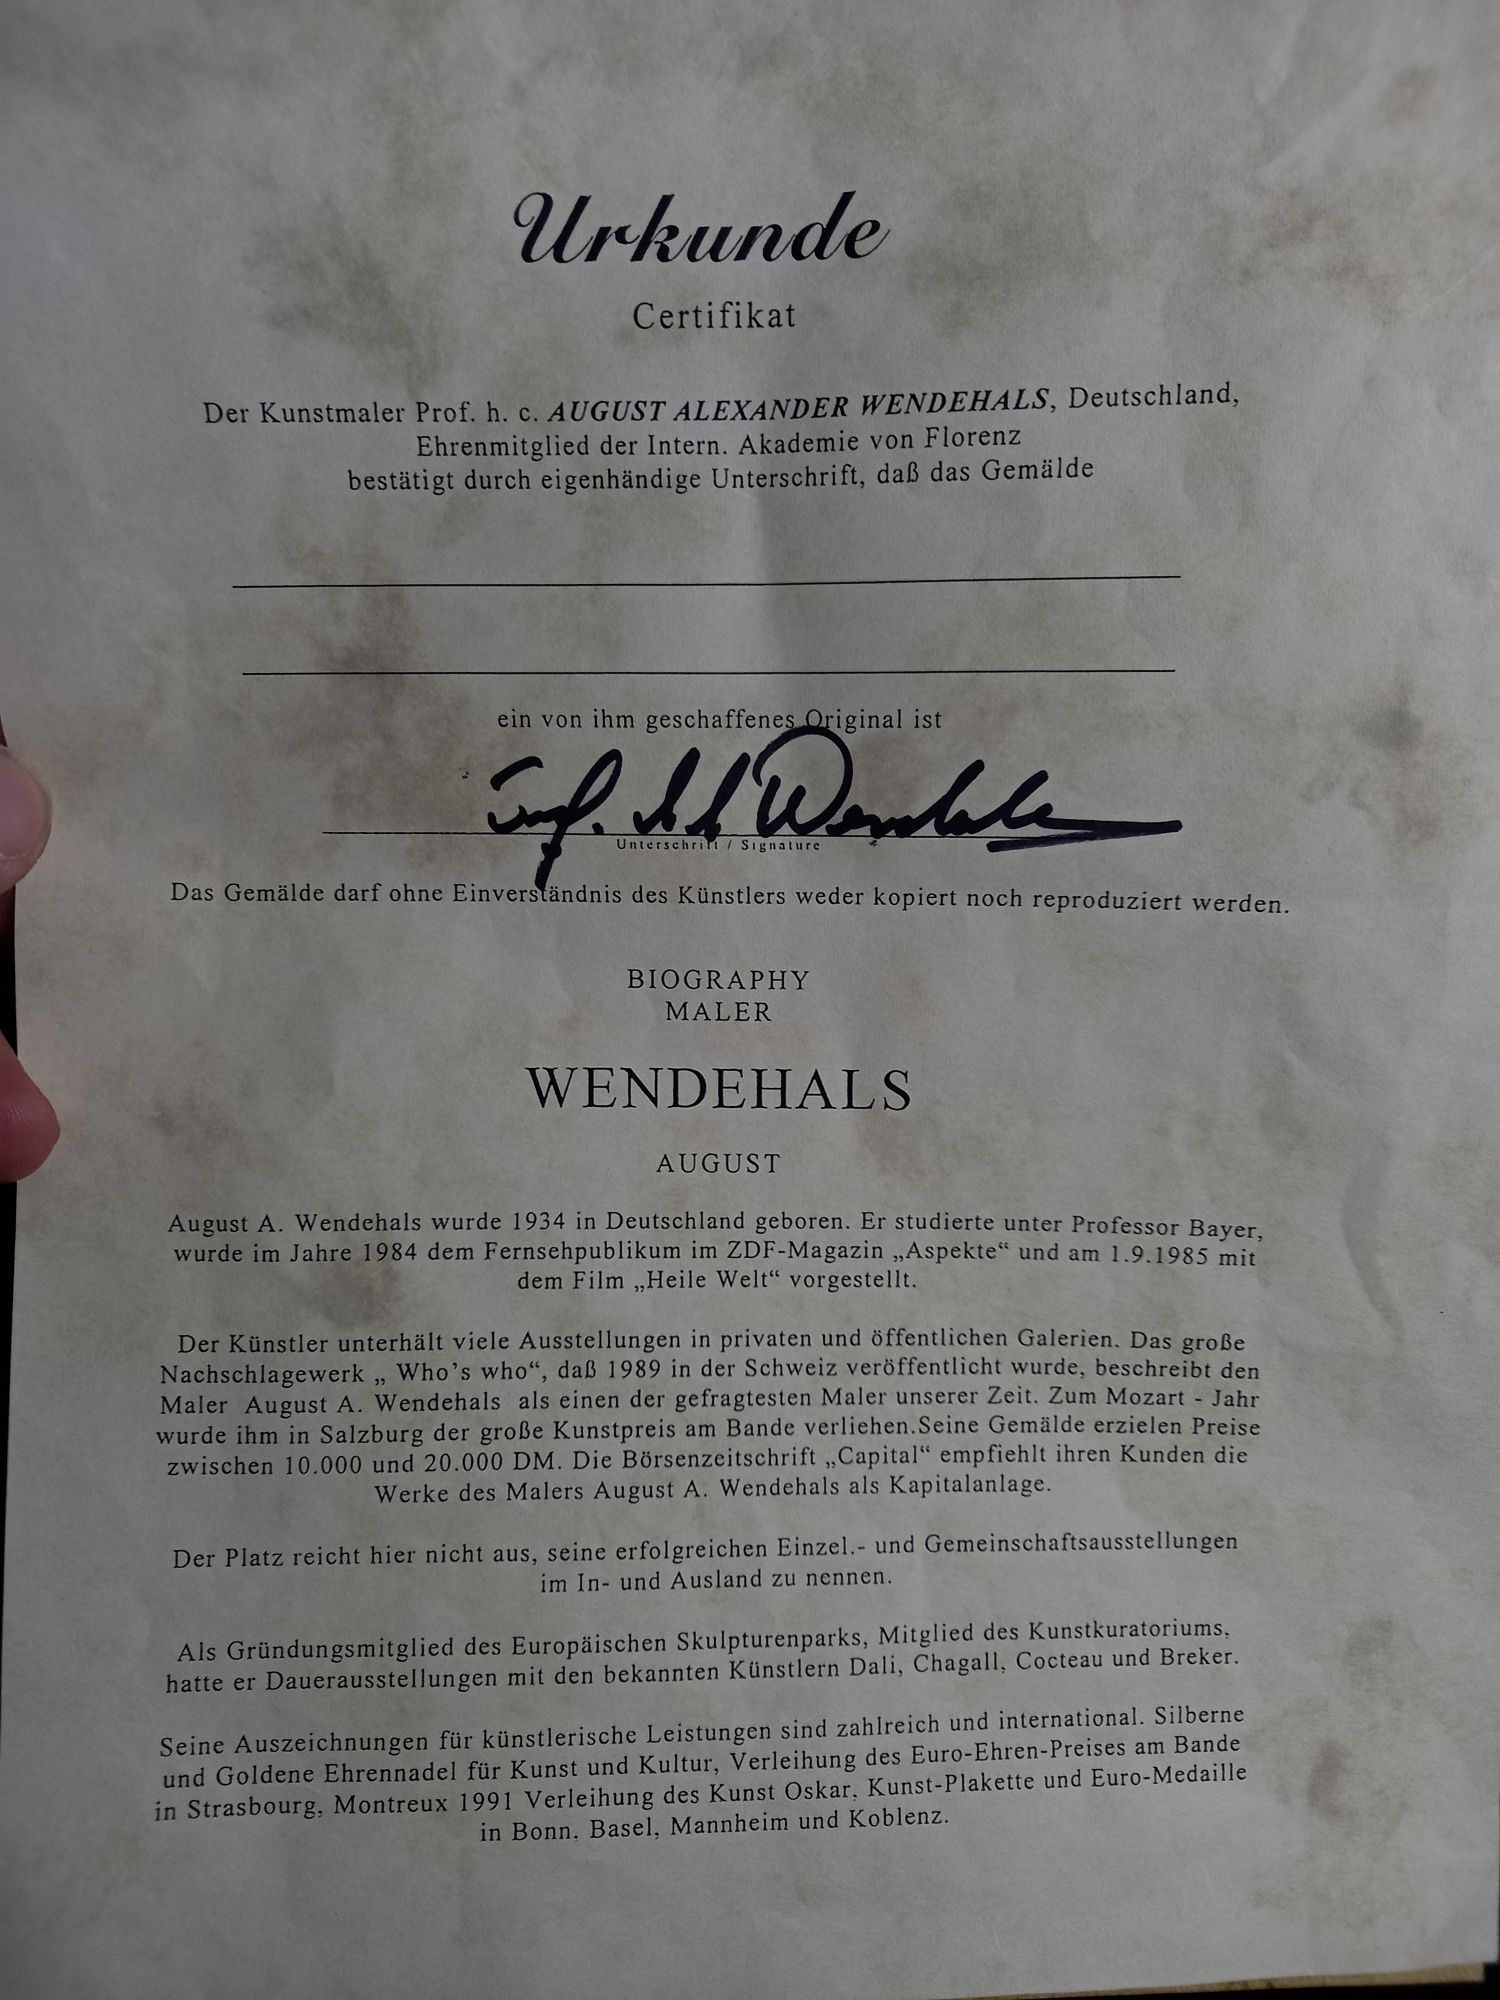 Urkunde
Certifikat
Der Kunstmaler Prof. h. c. AUGUST ALEXANDER WENDEHALS, Deutschland,
Ehrenmitglied der Intern. Akademie von Florenz
bestätigt durch eigenhändige Unterschrift, daß das Gemälde
ein von ihm geschaffenes Original ist
Prof. A. A. Wendehals
Unterschrift / Signature
Das Gemälde darf ohne Einverständnis des Künstlers weder kopiert noch reproduziert werden.
BIOGRAPHY
MALER
WENDEHALS
AUGUST
August A. Wendehals wurde 1934 in Deutschland geboren. Er studierte unter Professor Bayer,
wurde im Jahre 1984 dem Fernsehpublikum im ZDF-Magazin „Aspekte“ und am 1.9.1985 mit
dem Film „Heile Welt“ vorgestellt.
Der Künstler unterhält viele Ausstellungen in privaten und öffentlichen Galerien. Das große
Nachschlagewerk „ Who’s who“, daß 1989 in der Schweiz veröffentlicht wurde, beschreibt den
Maler August A. Wendehals als einen der gefragtesten Maler unserer Zeit. Zum Mozart - Jahr
wurde ihm in Salzburg der große Kunstpreis am Bande verliehen.Seine Gemälde erzielen Preise
zwischen 10.000 und 20.000 DM. Die Börsenzeitschrift „Capital“ empfiehlt ihren Kunden die
Werke des Malers August A. Wendehals als Kapitalanlage.
Der Platz reicht hier nicht aus, seine erfolgreichen Einzel.- und Gemeinschaftsausstellungen
im In- und Ausland zu nennen.
Als Gründungsmitglied des Europäischen Skulpturenparks, Mitglied des Kunstkuratoriums,
hatte er Dauerausstellungen mit den bekannten Künstlern Dali, Chagall, Cocteau und Breker.
Seine Auszeichnungen für künstlerische Leistungen sind zahlreich und international. Silberne
und Goldene Ehrennadel für Kunst und Kultur, Verleihung des Euro-Ehren-Preises am Bande
in Strasbourg, Montreux 1991 Verleihung des Kunst Oskar, Kunst-Plakette und Euro-Medaille
in Bonn, Basel, Mannheim und Koblenz.